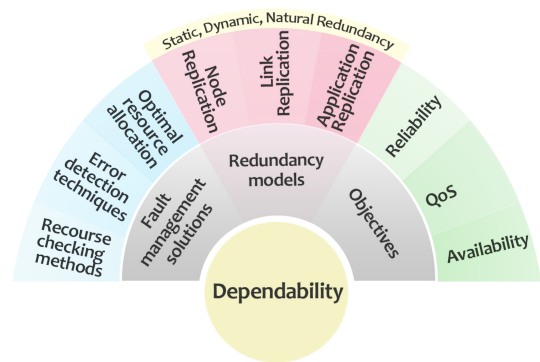 Static, Dynamic, Natural Redundancy
Node
Replication
Link
Replication
Application
Replication
Optimal
resource
allocation
Error
detection
techniques
Recourse
checking
methods
Reliability
QoS
Availability
Fault
management
solutions
Redundancy
models
Objectives
Dependability